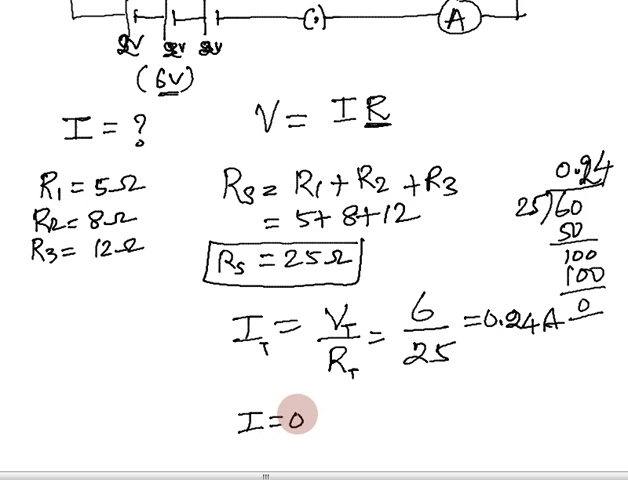 A
2V 2V 2V
(6V)
I = ?
V = IR
R1 = 5Ω
R2 = 8Ω
R3 = 12Ω
Rs = R1 + R2 + R3
= 5+ 8+12
Rs = 25Ω
IT = VT/RT = 6/25 = 0.24A
0.24
25)60
50
100
100
0
I = 0